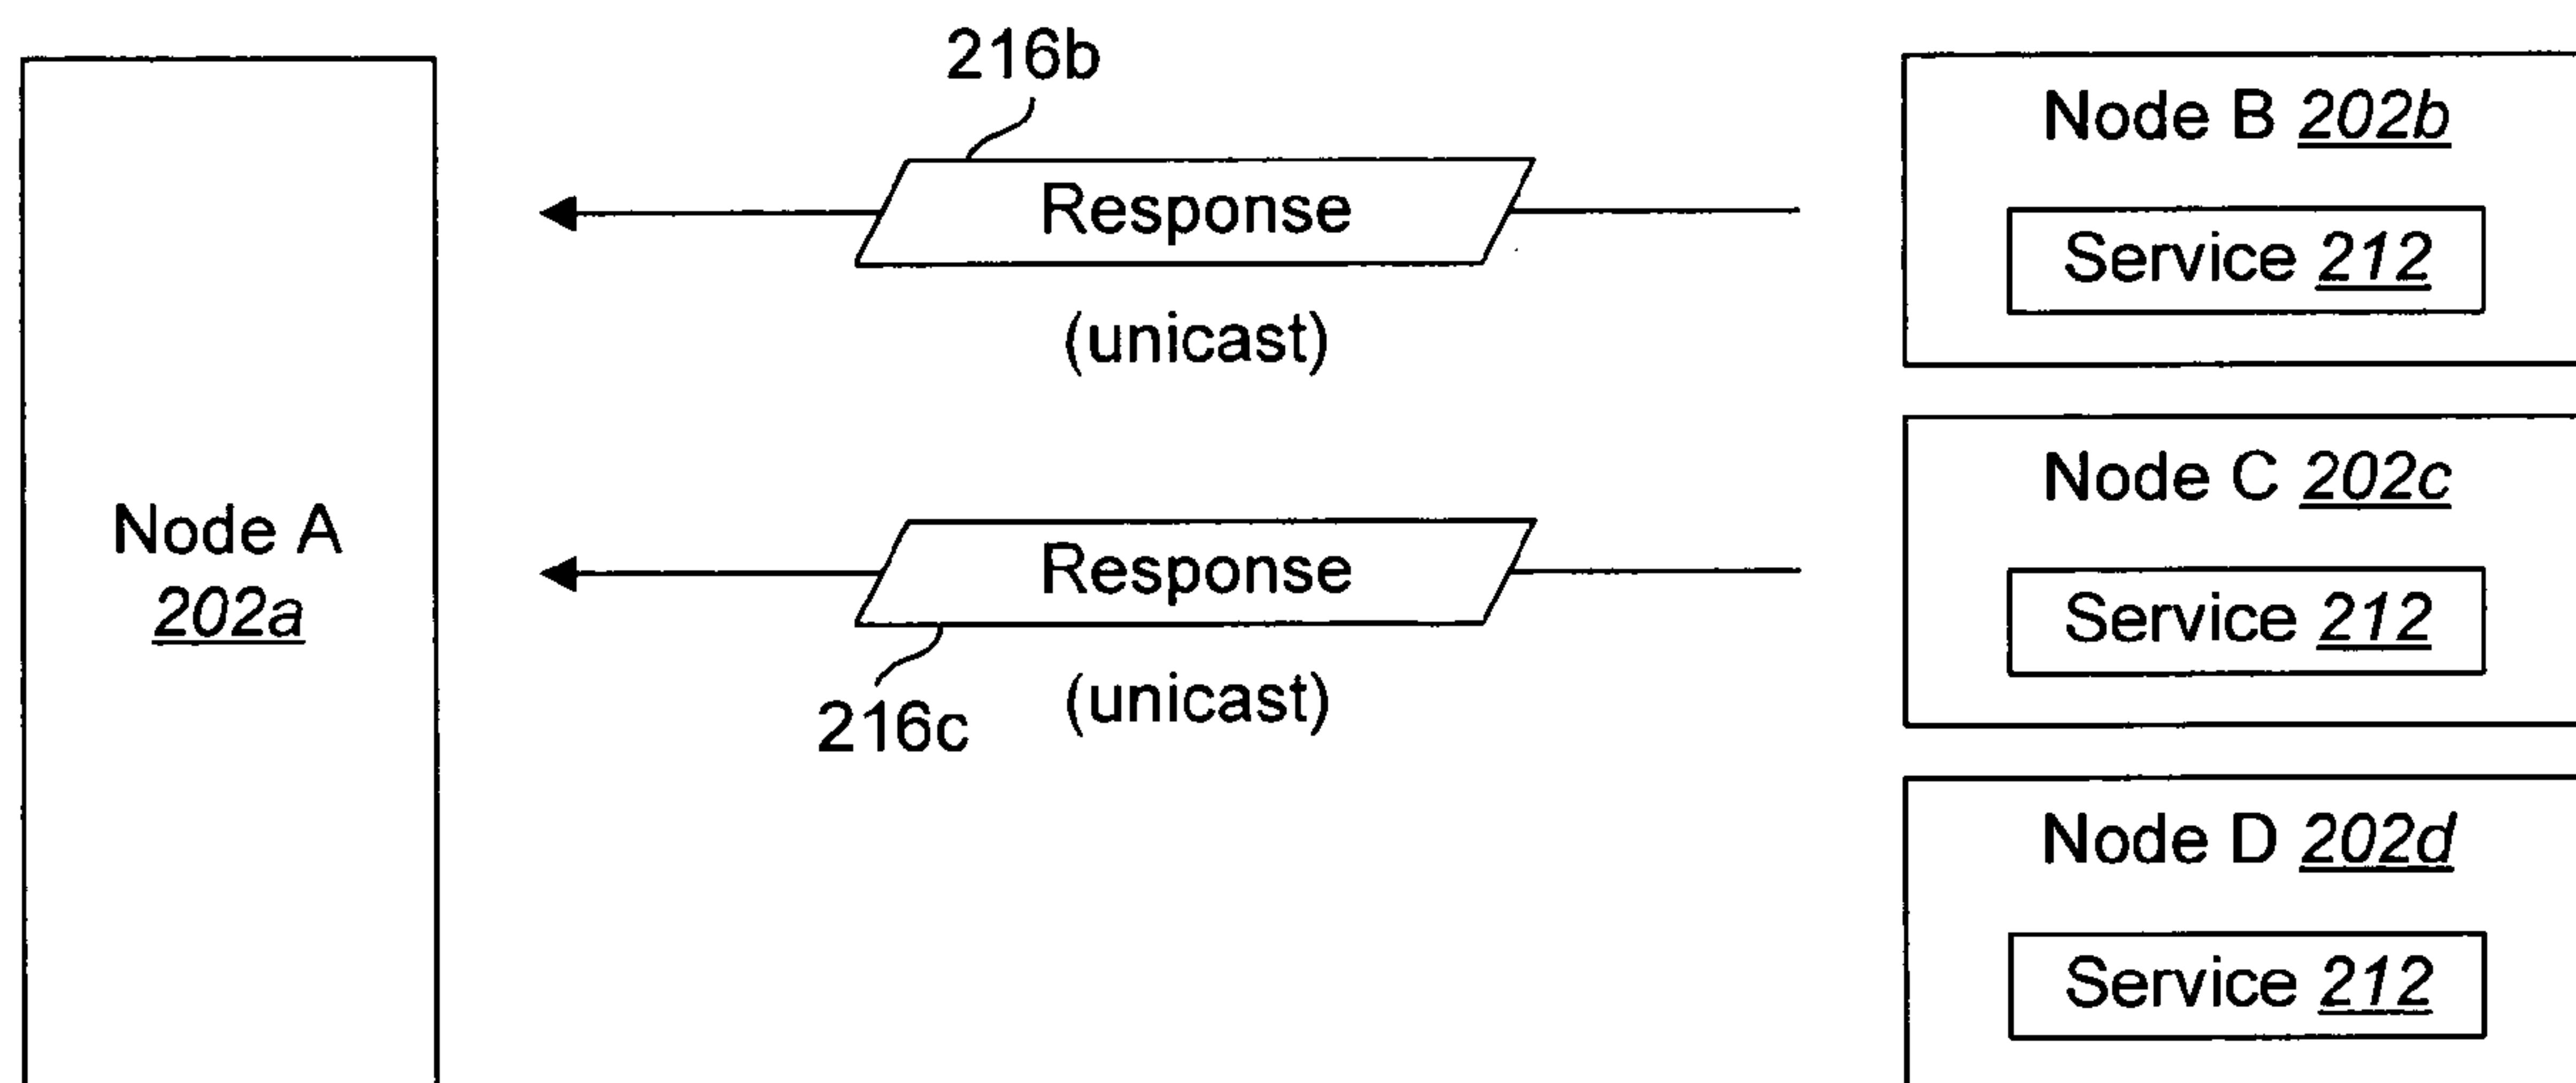 216b
Response
(unicast)
Node B 202b
Service 212
Node A
202a
Response
216c
(unicast)
Node C 202c
Service 212
Node D 202d
Service 212